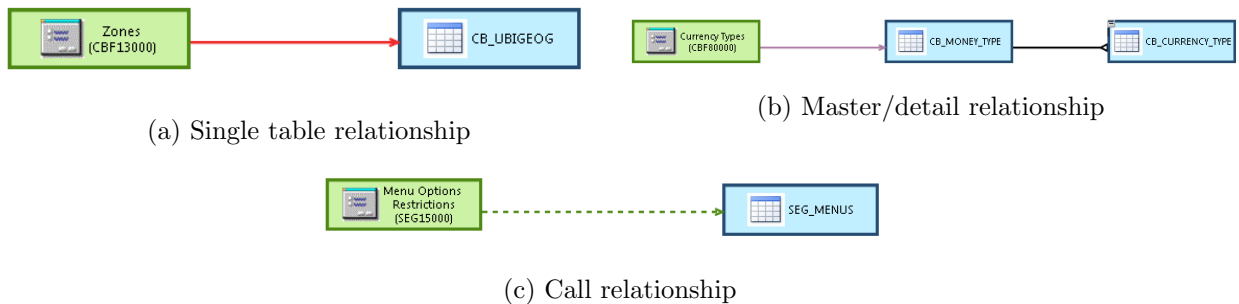 Zones
(CBF13000)
CB_UBIGEOG
(a) Single table relationship
Currency Types
(CBF80000)
CB_MONEY_TYPE
CB_CURRENCY_TYPE
(b) Master/detail relationship
Menu Options
Restrictions
(SEG15000)
SEG_MENUS
(c) Call relationship